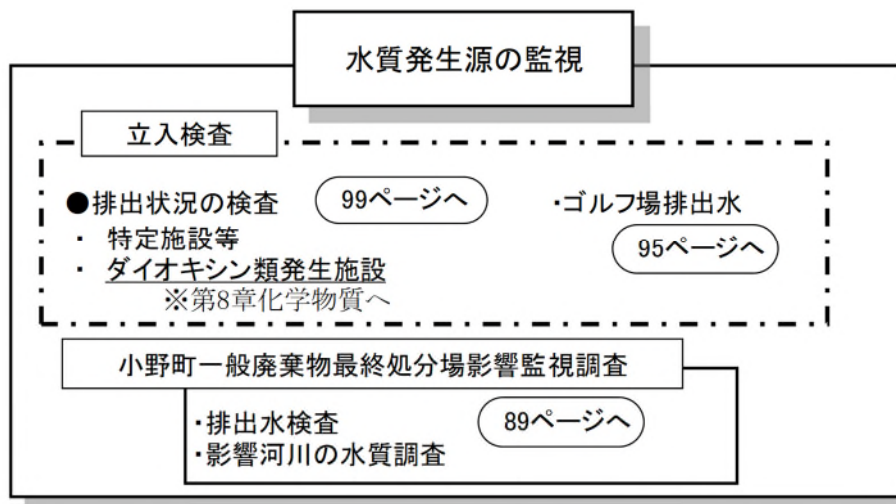 水質発生源の監視
立入検査
●排出状況の検査
99ページへ
・ゴルフ場排出水
・ 特定施設等
95ページへ
・ ダイオキシン類発生施設
※第8章化学物質へ
小野町一般廃棄物最終処分場影響監視調査
・排出水検査
89ページへ
・影響河川の水質調査